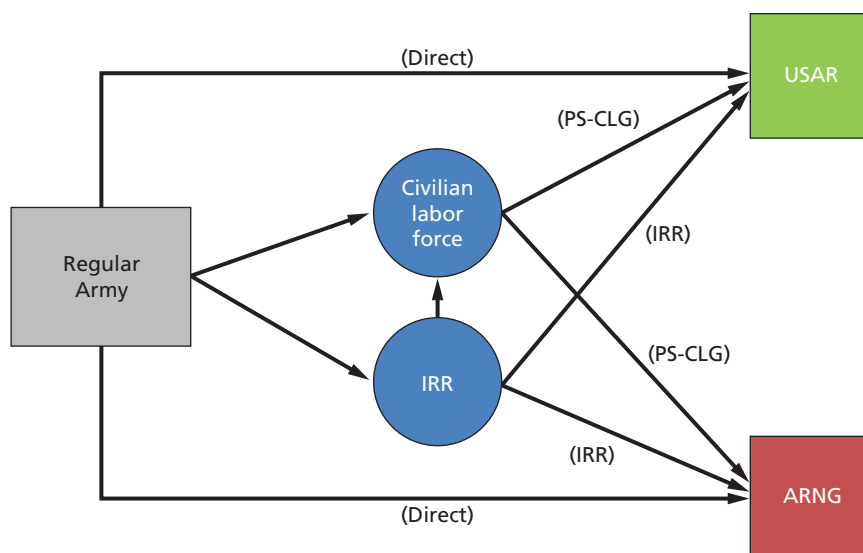 (Direct)
USAR
(PS-CLG)
Civilian
labor
force
(IRR)
Regular
Army
(PS-CLG)
IRR
(IRR)
ARNG
(Direct)